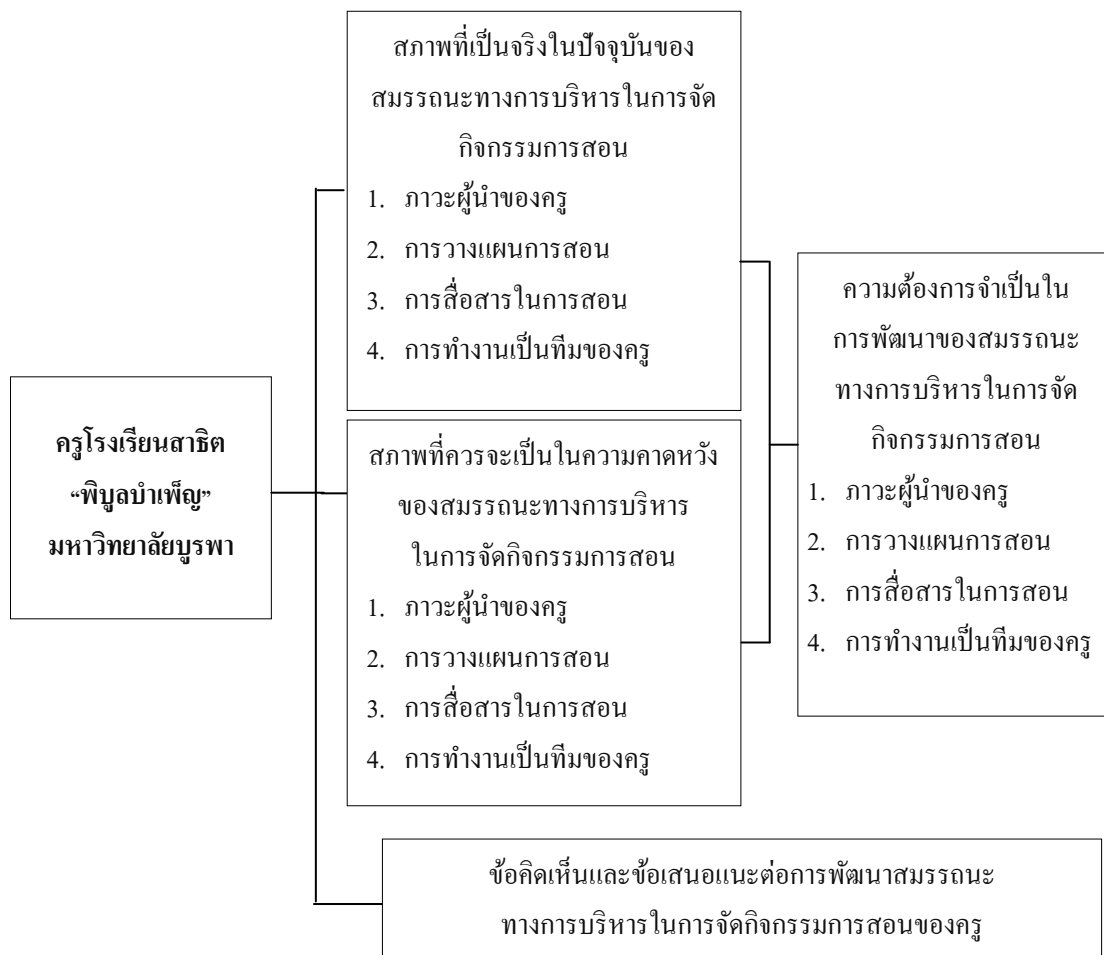 สภาพที่เป็นจริงในปัจจุบันของ
สมรรถนะทางการบริหารในการจัด
กิจกรรมการสอน
1. ภาวะผู้นำของครู
2. การวางแผนการสอน
3. การสื่อสารในการสอน
4. การทำงานเป็นทีมของครู
ครูโรงเรียนสาธิต
“พิบูลบำเพ็ญ”
มหาวิทยาลัยบูรพา
สภาพที่ควรจะเป็นในความคาดหวัง
ของสมรรถนะทางการบริหาร
ในการจัดกิจกรรมการสอน
1. ภาวะผู้นำของครู
2. การวางแผนการสอน
3. การสื่อสารในการสอน
4. การทำงานเป็นทีมของครู
ความต้องการจำเป็นใน
การพัฒนาของสมรรถนะ
ทางการบริหารในการจัด
กิจกรรมการสอน
1. ภาวะผู้นำของครู
2. การวางแผนการสอน
3. การสื่อสารในการสอน
4. การทำงานเป็นทีมของครู
ข้อคิดเห็นและข้อเสนอแนะต่อการพัฒนาสมรรถนะ
ทางการบริหารในการจัดกิจกรรมการสอนของครู